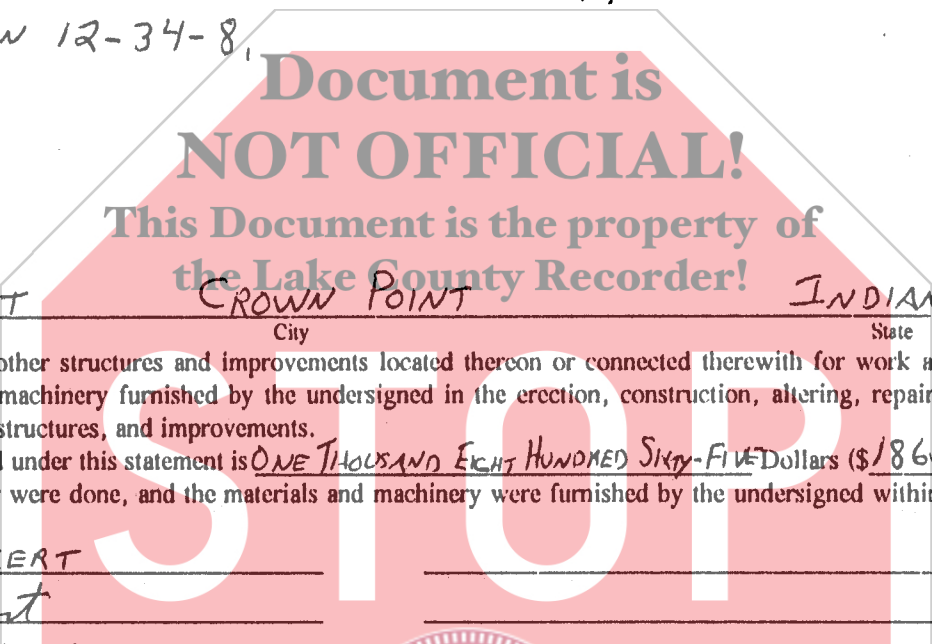 N 12-34-8,
Document is
NOT OFFICIAL!
This Document is the property of
the Lake County Recorder!
T CROWN POINT INDIAN
City State
other structures and improvements located thereon or connected therewith for work a
machinery furnished by the undersigned in the erection, construction, altering, repair
structures, and improvements.
under this statement is ONE THOUSAND EIGHT HUNDRED SIXTY-FIVE Dollars ($186
were done, and the materials and machinery were furnished by the undersigned withi
STOP
ERT